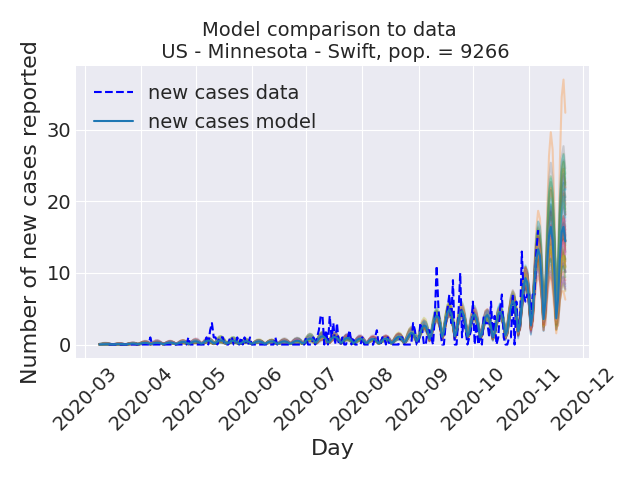 Model comparison to data
US - Minnesota - Swift, pop. = 9266
Number of new cases reported
new cases data
new cases model
30
20
10
0
2020-03
2020-04
2020-05
2020-06
2020-07
2020-08
2020-09
2020-10
2020-11
2020-12
Day